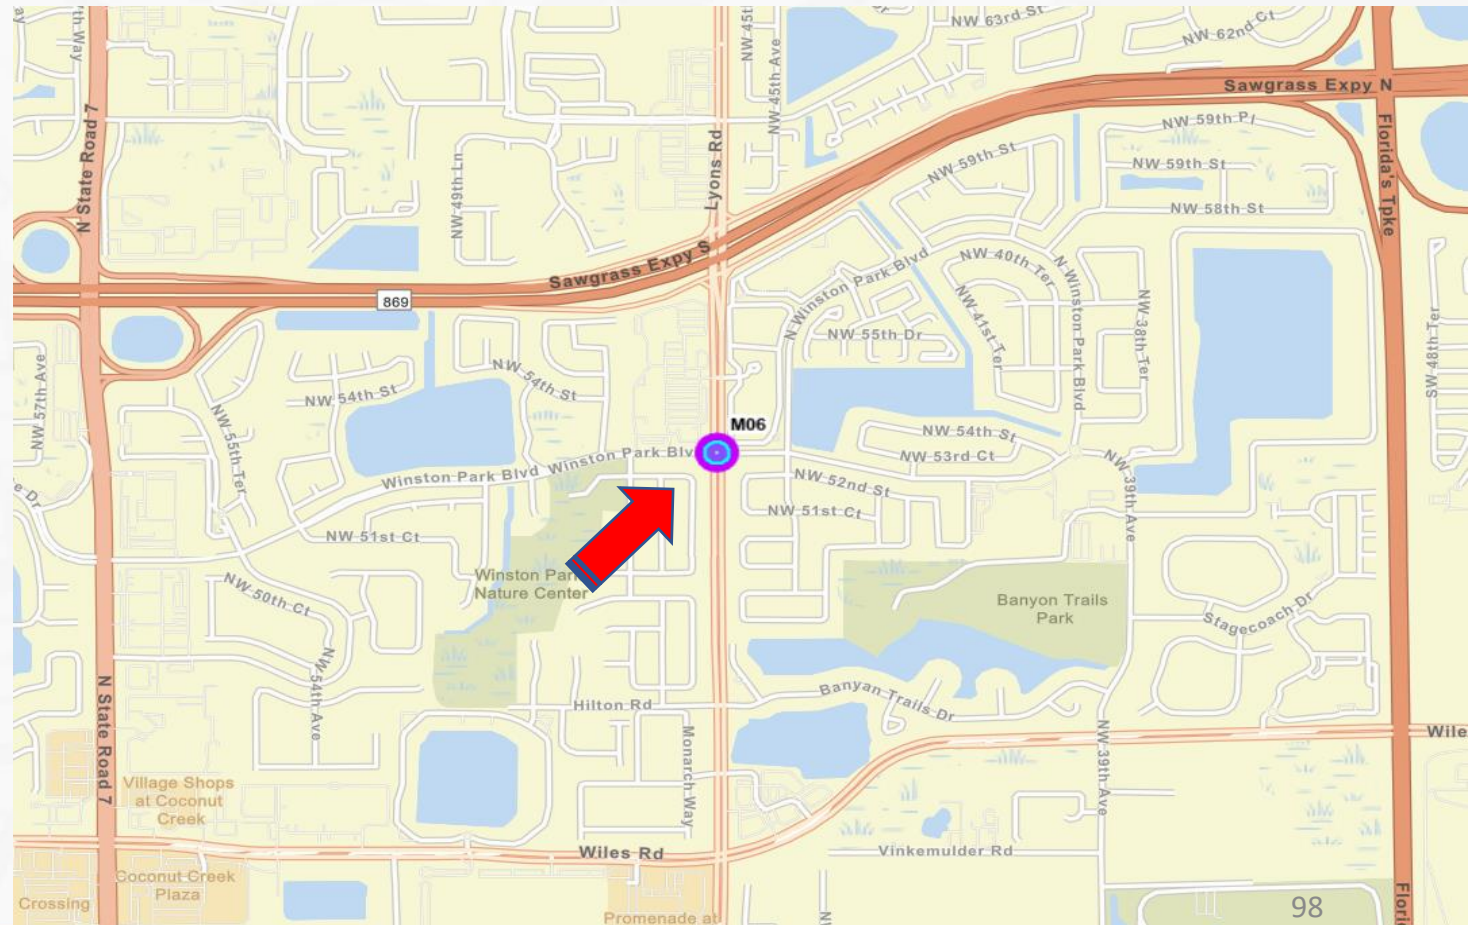 NW 63rd St
NW 62nd Ct
NW 45th Ave
Sawgrass Expy N
N State Road 7
Lyons Rd
NW 59th Pl
NW 59th St
NW 59th St
Florida's Tpke
NW 49th Ln
NW 58th St
Sawgrass Expy S
869
N Winston Park Blvd
NW 40th Ter
N Winston Park Blvd
NW 41st Ter
NW 38th Ter
NW 55th Dr
SW 48th Ter
NW 57th Ave
NW 54th St
NW 54th St
NW 55th Ter
M06
NW 54th St
NW 53rd Ct
Winston Park Blvd
Winston Park Blv
NW 52nd St
NW 39th Ave
NW 51st Ct
NW 51st Ct
Winston Par
Nature Center
NW 50th Ct
Banyon Trails
Park
Stagecoach Dr
NW 54th Ave
Banyan Trails Dr
Hilton Rd
N State Road 7
Monarch Way
NW 39th Ave
Wile
Village Shops
at Coconut
Creek
Wiles Rd
Vinkemulder Rd
Coconut Creek
Plaza
Crossing
Promenade at
98